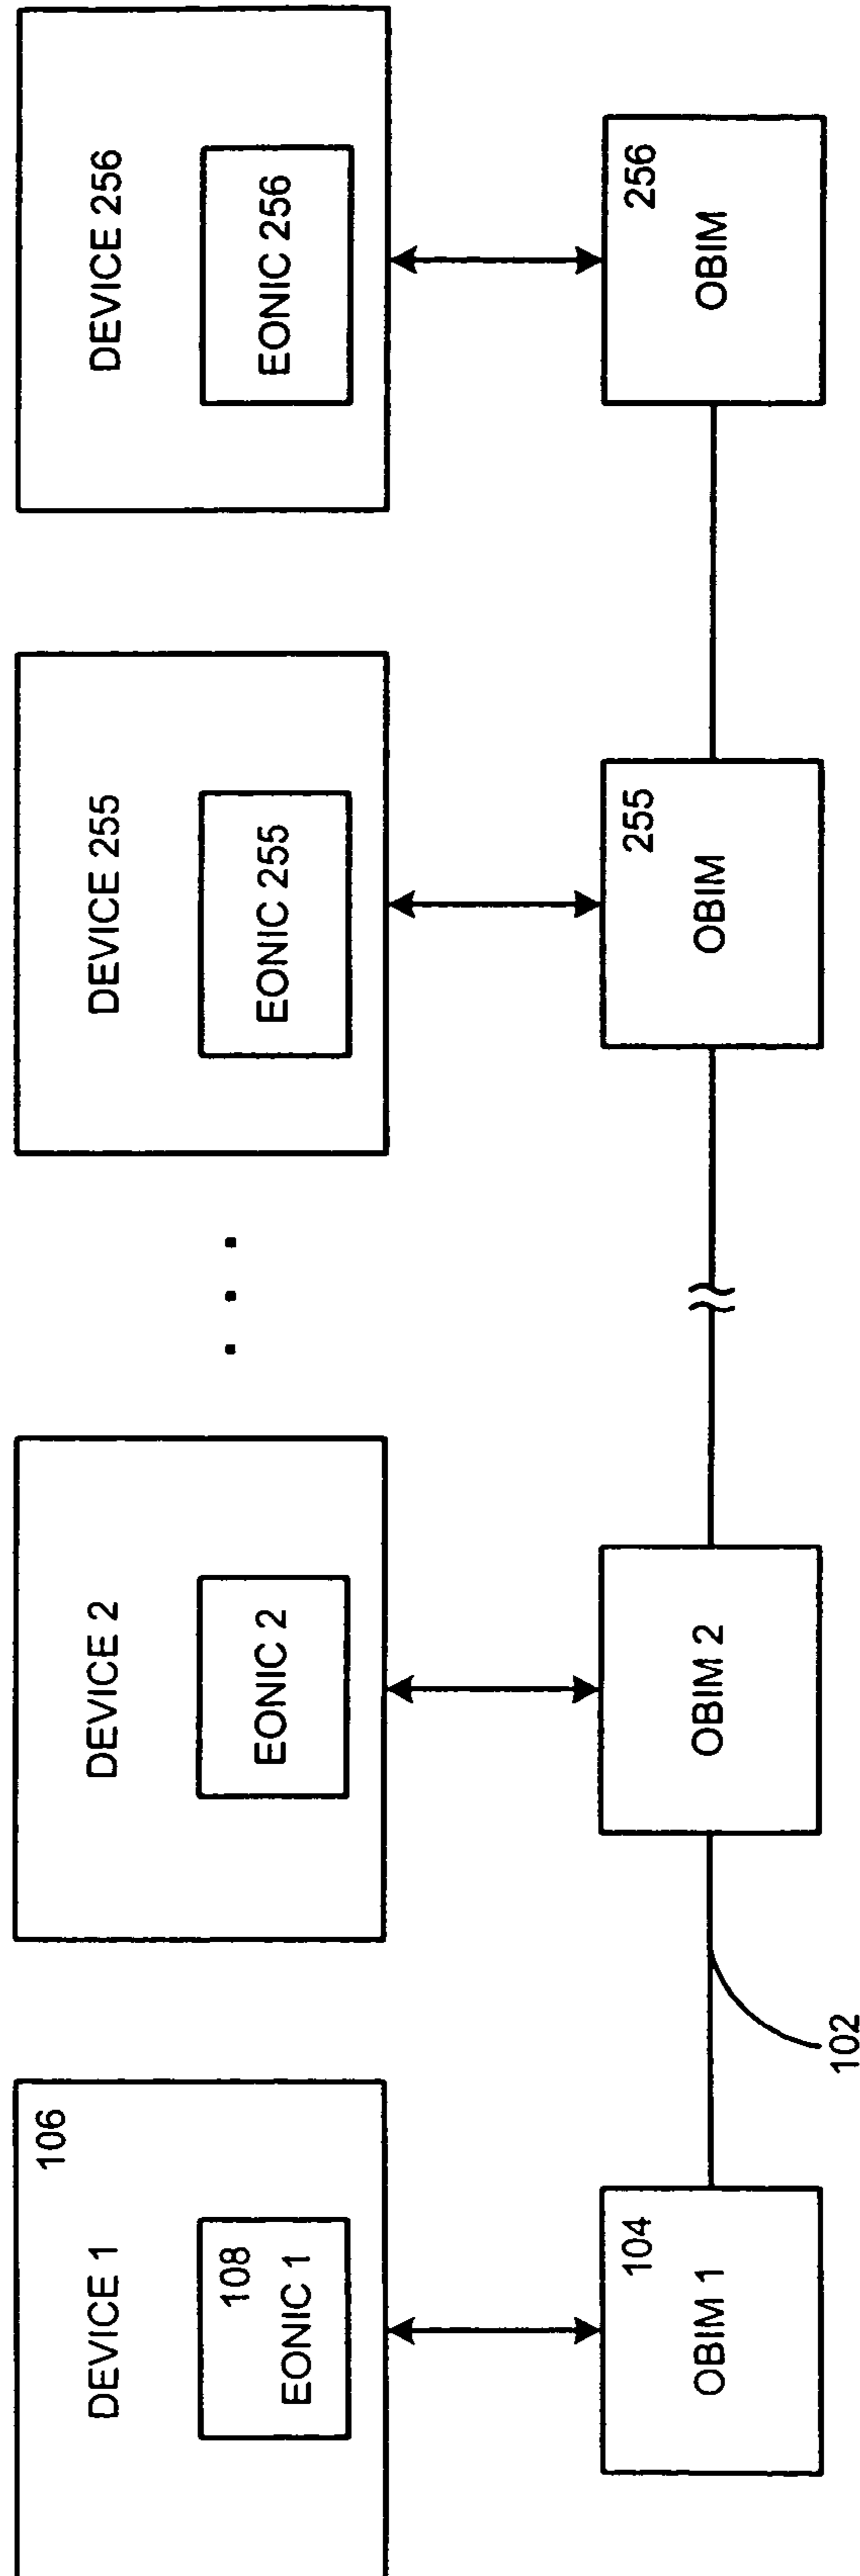 DEVICE 1
106
108
EONIC 1
DEVICE 2
EONIC 2
. . .
DEVICE 255
EONIC 255
DEVICE 256
EONIC 256
104
OBIM 1
102
OBIM 2
255
OBIM
256
OBIM